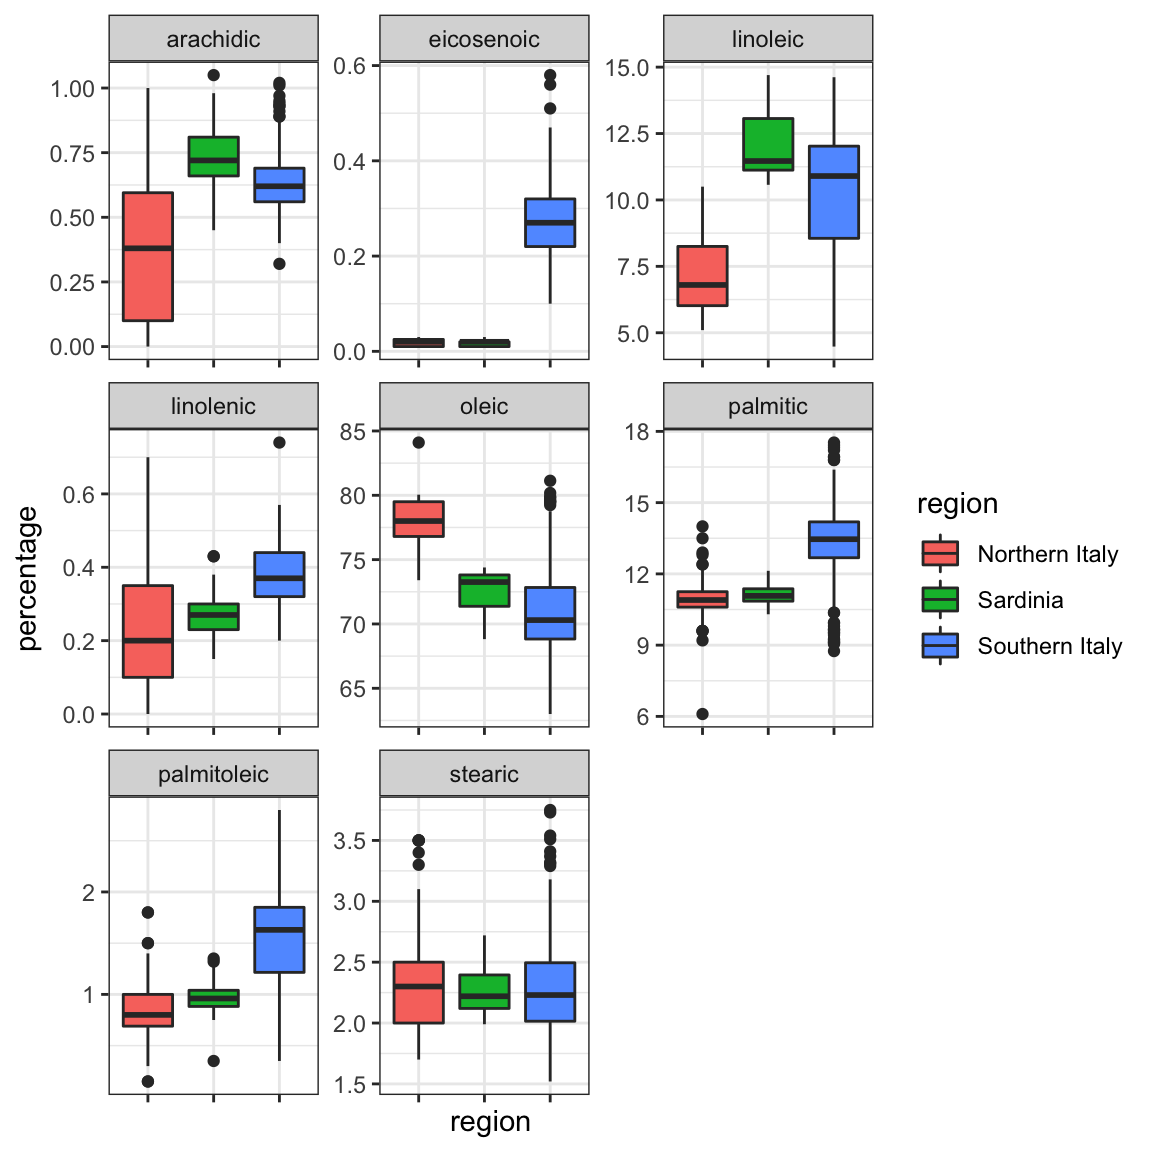 arachidic
eicosenoic
linoleic
1.00
0.75
0.50
0.25
0.00
0.6
0.4
0.2
0.0
15.0
12.5
10.0
7.5
5.0
linolenic
oleic
palmitic
0.6
0.4
0.2
0.0
85
80
75
70
65
18
15
12
9
6
palmitoleic
stearic
2
1
3.5
3.0
2.5
2.0
1.5
percentage
region
region
Northern Italy
Sardinia
Southern Italy